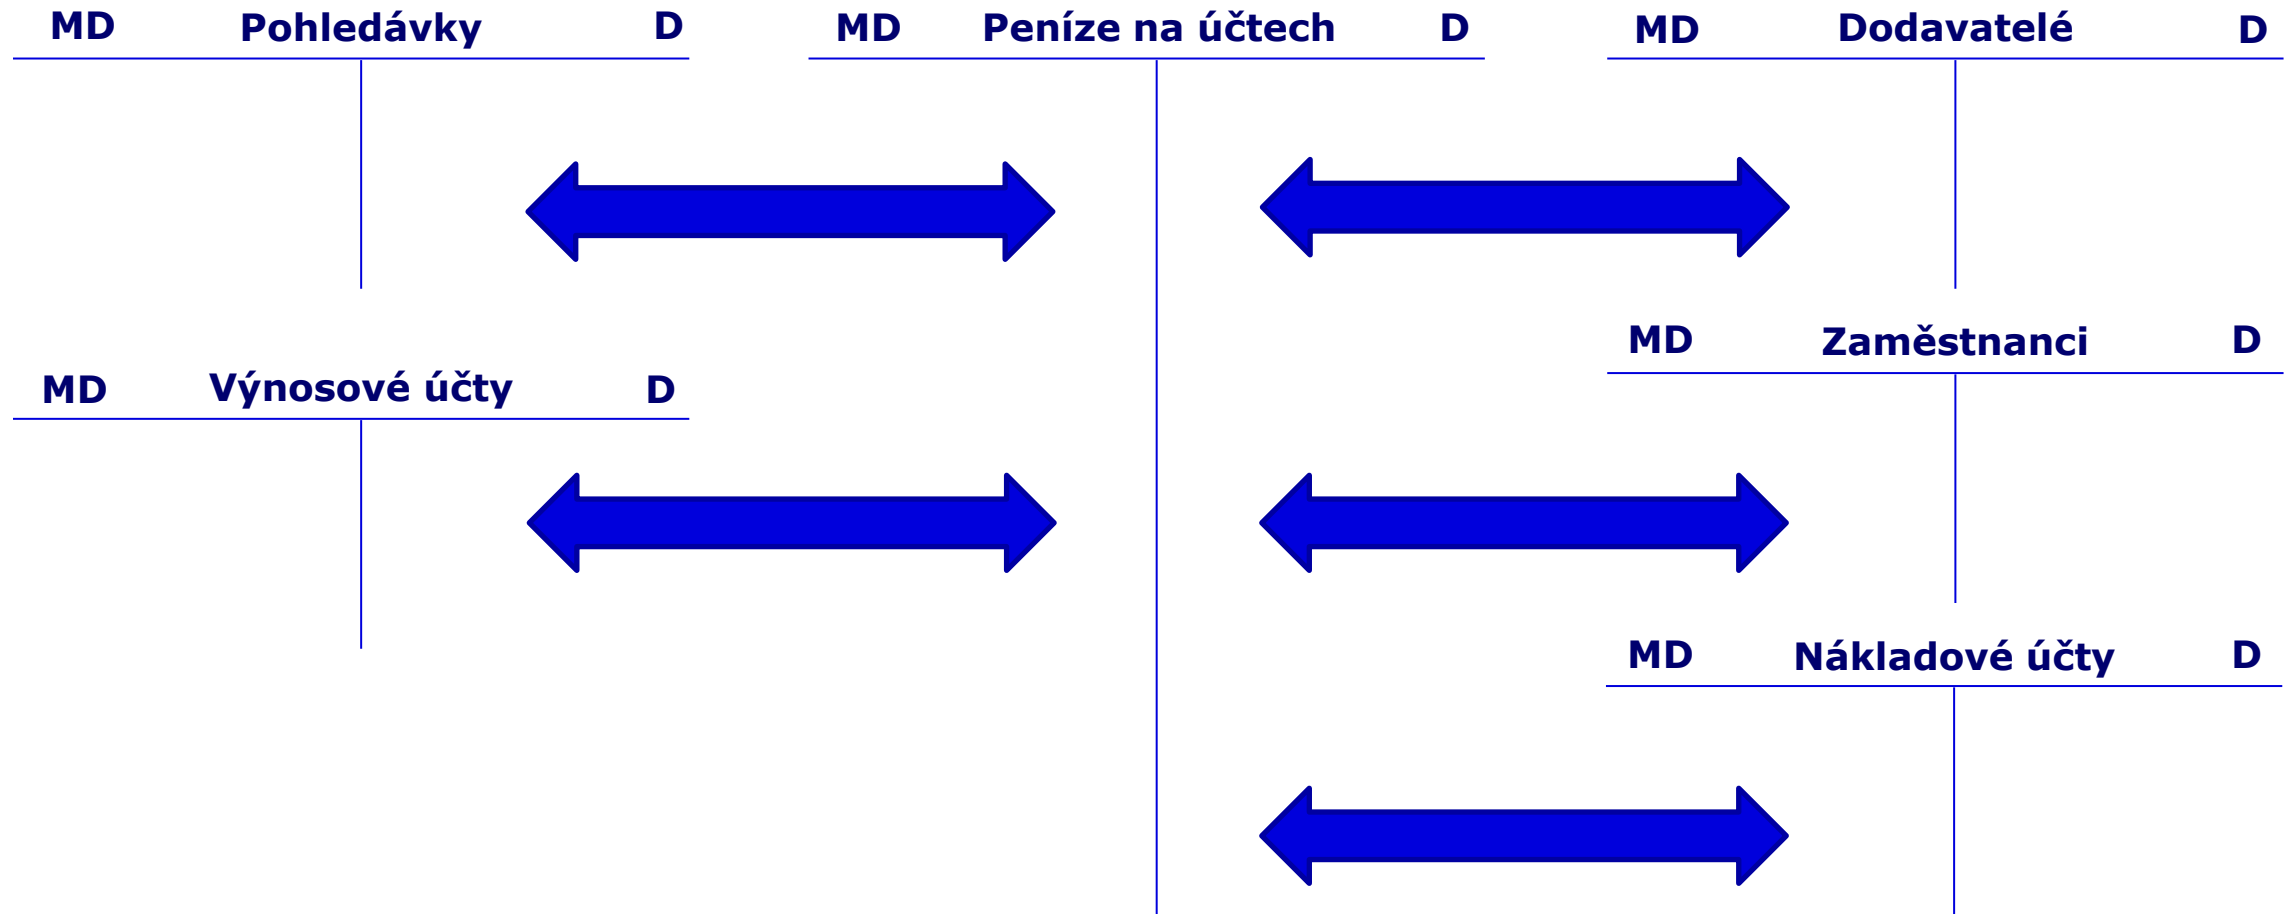 MD Pohledávky D
MD Peníze na účtech D
MD Dodavatelé D
MD Zaměstnanci D
MD Výnosové účty D
MD Nákladové účty D